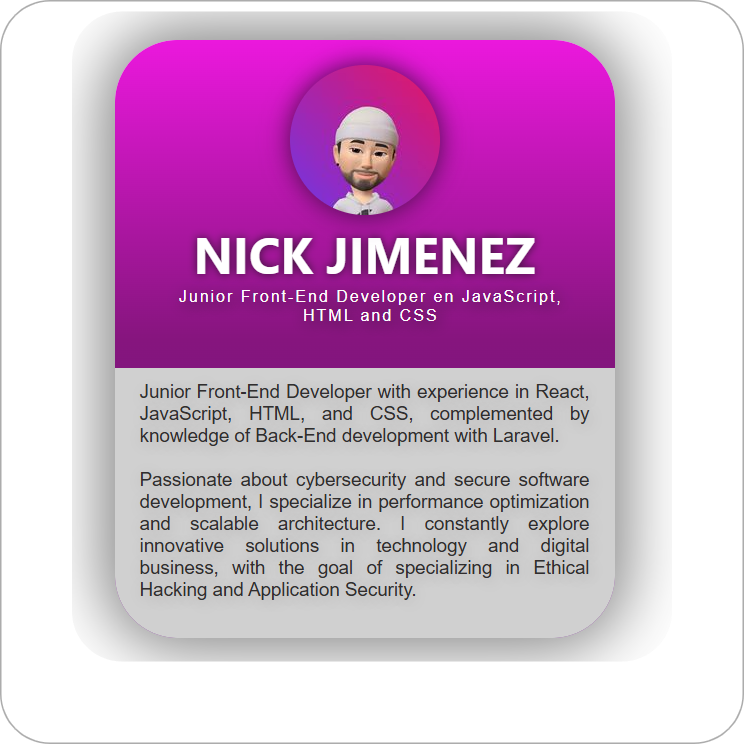 NICK JIMENEZ
Junior Front-End Developer en JavaScript,
HTML and CSS
Junior Front-End Developer with experience in React,
JavaScript, HTML, and CSS, complemented by
knowledge of Back-End development with Laravel.
Passionate about cybersecurity and secure software
development, I specialize in performance optimization
and scalable architecture. I constantly explore
innovative solutions in technology and digital
business, with the goal of specializing in Ethical
Hacking and Application Security.